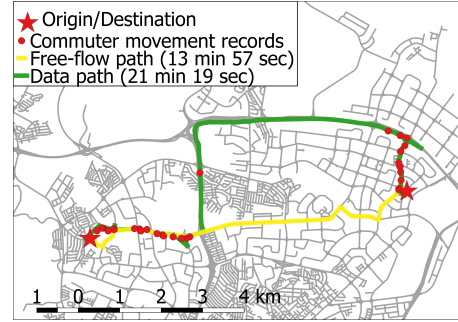 Origin/Destination
Commuter movement records
Free-flow path (13 min 57 sec)
Data path (21 min 19 sec)
1 0 1 2 3 4 km